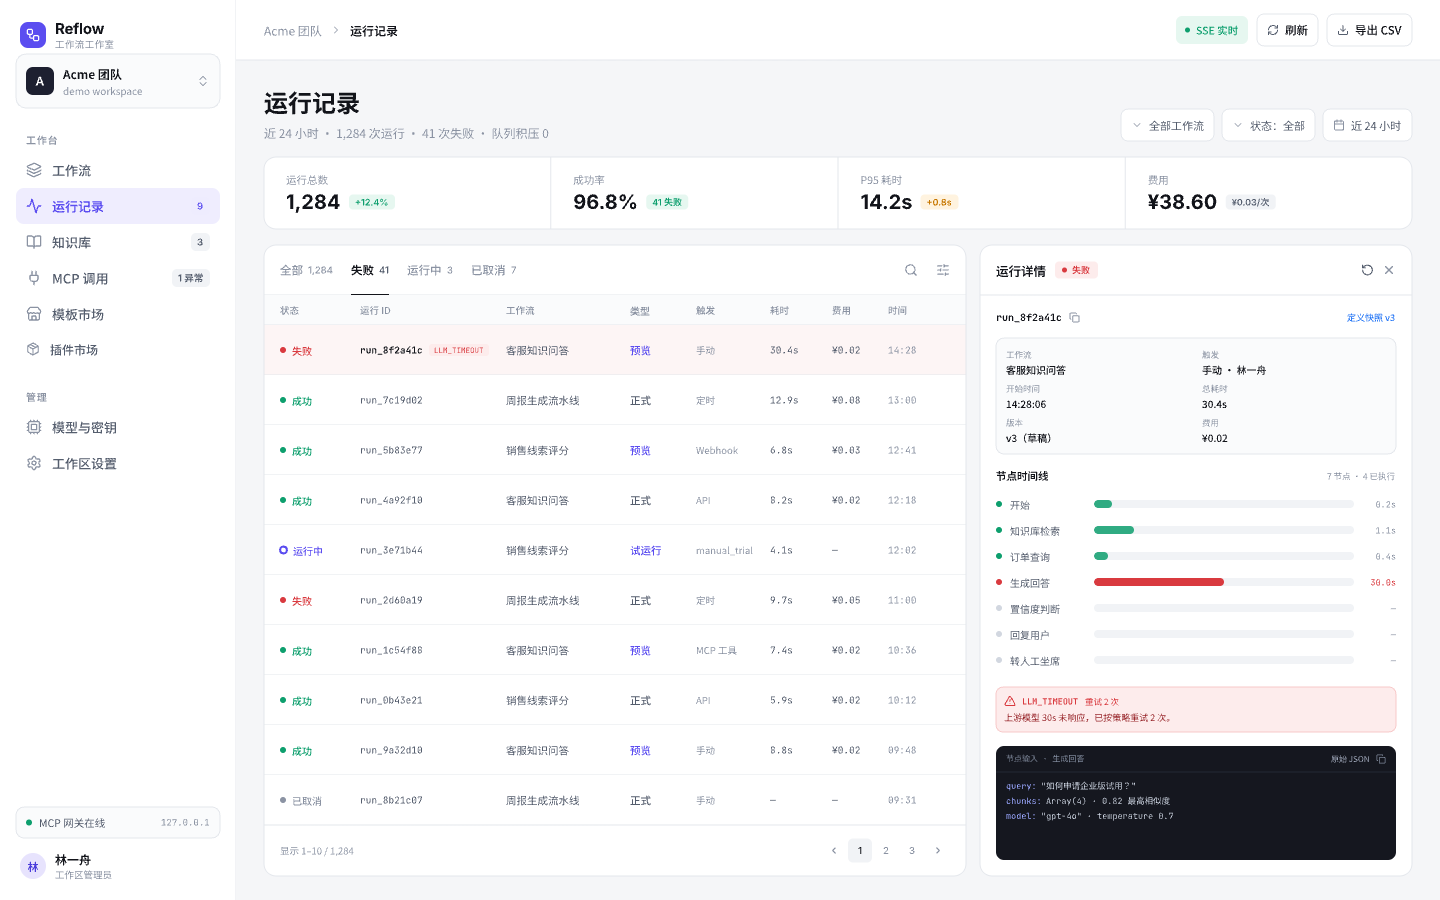 Reflow
工作流工作室
A
Acme 团队
demo workspace
工作台
工作流
运行记录 9
知识库 3
MCP 调用 1 异常
模板市场
插件市场
管理
模型与密钥
工作区设置
MCP 网关在线 127.0.0.1
林
林一舟
工作区管理员
Acme 团队 运行记录
SSE 实时 刷新 导出 CSV
运行记录
近 24 小时 · 1,284 次运行 · 41 次失败 · 队列积压 0
全部工作流 状态: 全部 近 24 小时
运行总数
1,284 +12.4%
成功率
96.8% 41 失败
P95 耗时
14.2s +0.8s
费用
¥38.60 ¥0.03/次
全部 1,284 失败 41 运行中 3 已取消 7
状态 运行 ID 工作流 类型 触发 耗时 费用 时间
失败 run_8f2a41c LLM_TIMEOUT 客服知识问答 预览 手动 30.4s ¥0.02 14:28
成功 run_7c19d02 周报生成流水线 正式 定时 12.9s ¥0.08 13:00
成功 run_5b83e77 销售线索评分 预览 Webhook 6.8s ¥0.03 12:41
成功 run_4a92f10 客服知识问答 正式 API 8.2s ¥0.02 12:18
运行中 run_3e71b44 销售线索评分 试运行 manual_trial 4.1s — 12:02
失败 run_2d60a19 周报生成流水线 正式 定时 9.7s ¥0.05 11:00
成功 run_1c54f88 客服知识问答 预览 MCP 工具 7.4s ¥0.02 10:36
成功 run_0b43e21 销售线索评分 正式 API 5.9s ¥0.02 10:12
成功 run_9a32d10 客服知识问答 预览 手动 8.8s ¥0.02 09:48
已取消 run_8b21c07 周报生成流水线 正式 手动 — — 09:31
显示 1–10 / 1,284
1 2 3
运行详情 失败
run_8f2a41c 定义快照 v3
工作流 触发
客服知识问答 手动 · 林一舟
开始时间 总耗时
14:28:06 30.4s
版本 费用
v3（草稿） ¥0.02
节点时间线 7 节点 · 4 已执行
开始 0.2s
知识库检索 1.1s
订单查询 0.4s
生成回答 30.0s
置信度判断 —
回复用户 —
转人工坐席 —
LLM_TIMEOUT 重试 2 次
上游模型 30s 未响应，已按策略重试 2 次。
节点输入 · 生成回答 原始 JSON
query: "如何申请企业版试用？"
chunks: Array(4) · 0.82 最高相似度
model: "gpt-4o" · temperature 0.7